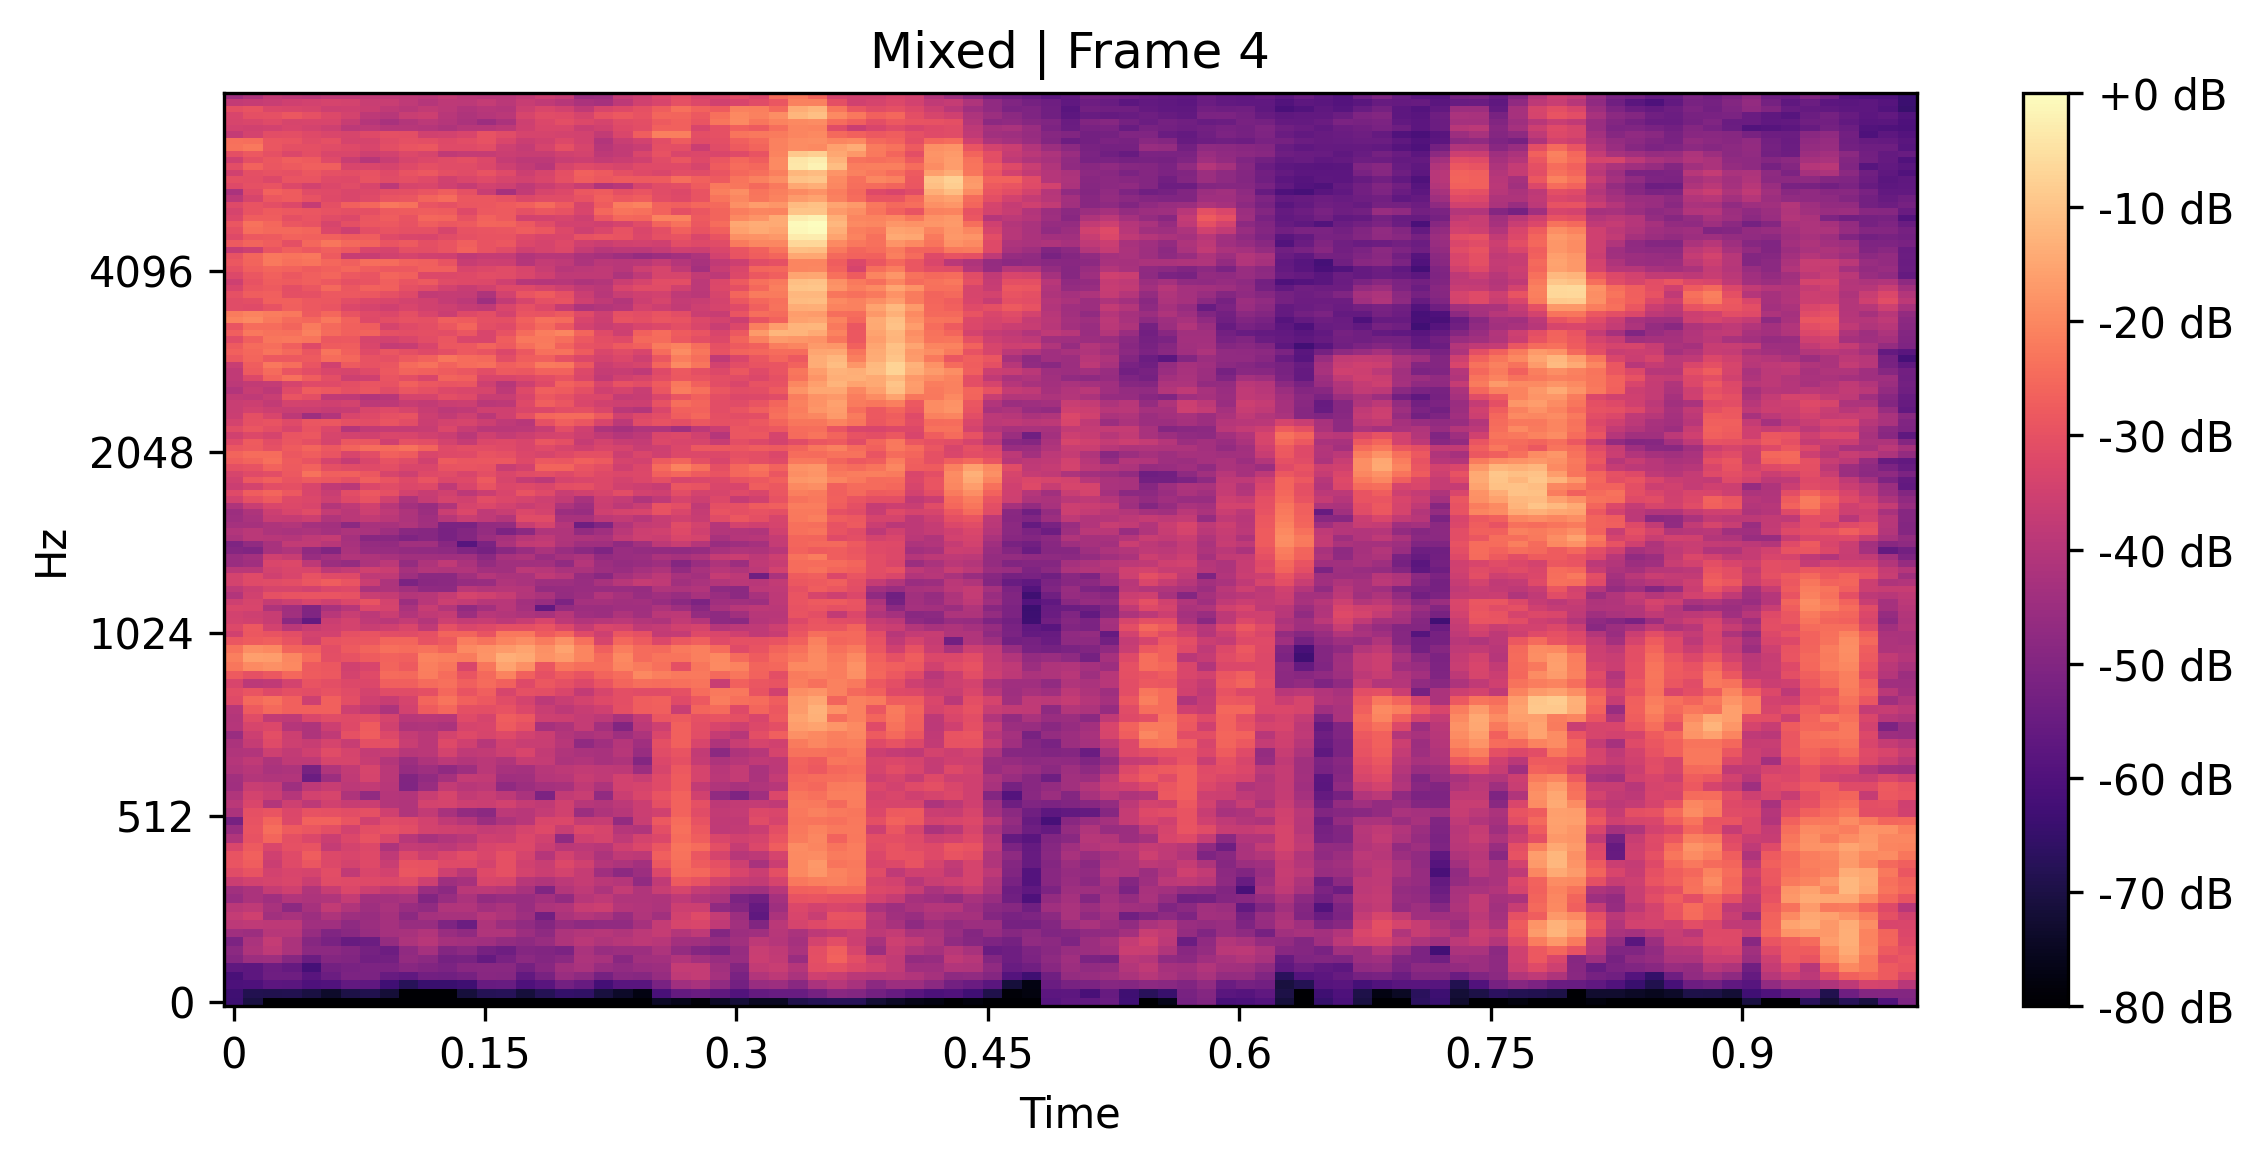 Mixed | Frame 4
Hz
4096
2048
1024
512
0
0 0.15 0.3 0.45 0.6 0.75 0.9
Time
+0 dB
-10 dB
-20 dB
-30 dB
-40 dB
-50 dB
-60 dB
-70 dB
-80 dB